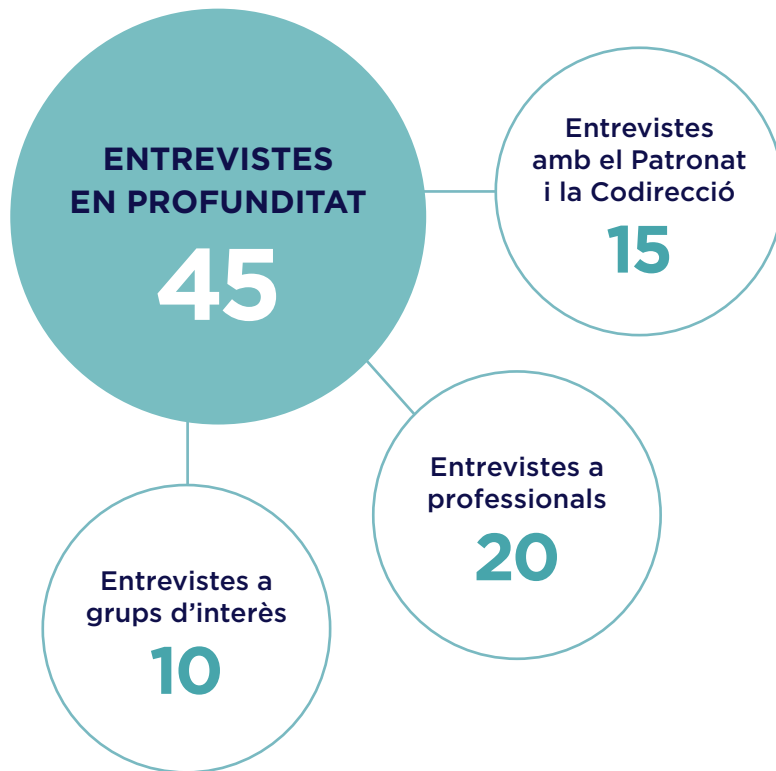 ENTREVISTES
EN PROFUNDITAT
45
Entrevistes
amb el Patronat
i la Codirecció
15
Entrevistes a
professionals
20
Entrevistes a
grups d’interès
10